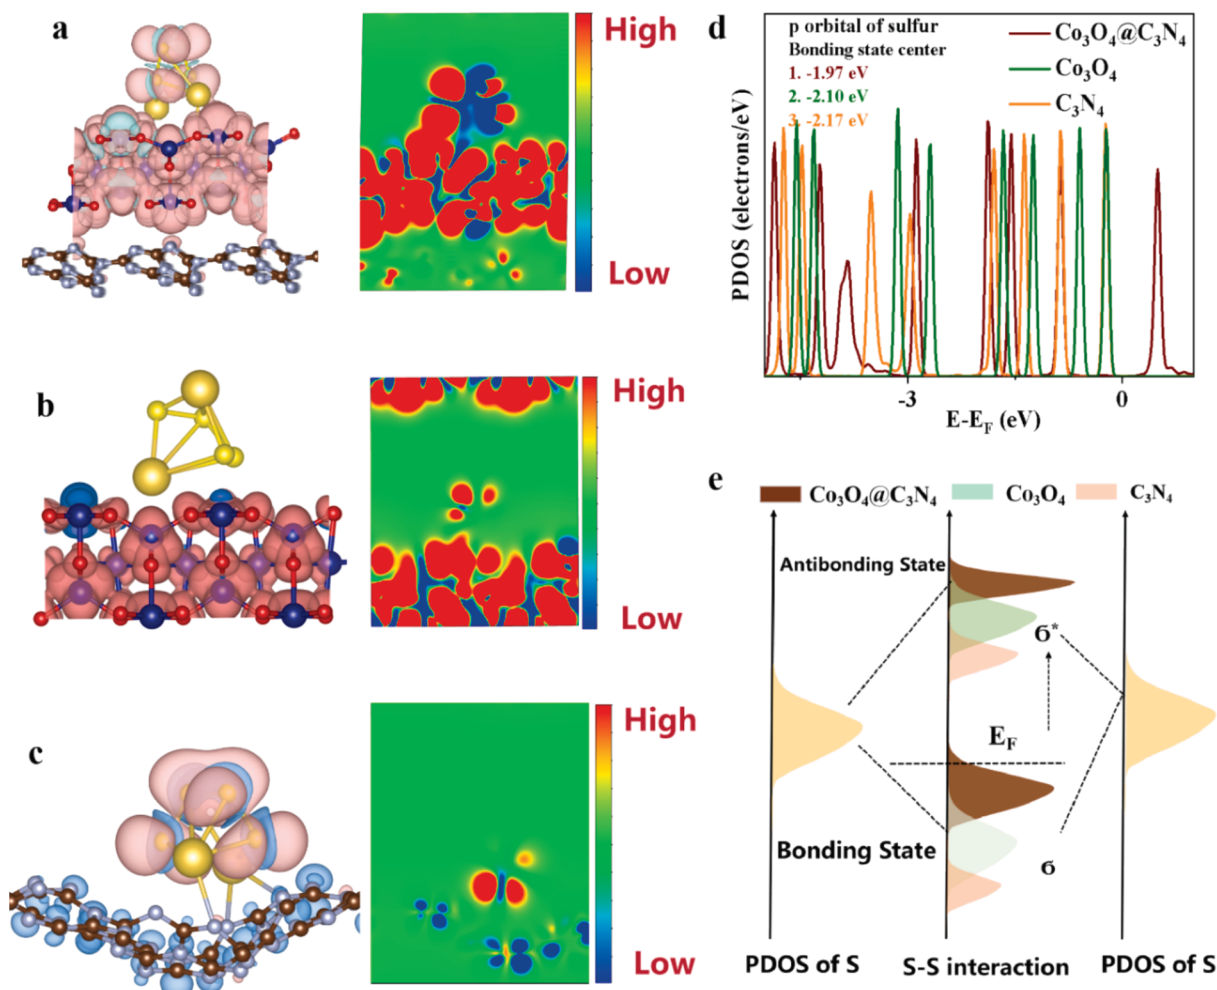 a
High
Low
b
High
Low
c
High
Low
d
p orbital of sulfur
Bonding state center
1. -1.97 eV
2. -2.10 eV
3. -2.17 eV
Co₃O₄@C₃N₄
Co₃O₄
C₃N₄
PDOS (electrons/eV)
-3
0
E-E_F (eV)
e
Co₃O₄@C₃N₄
Co₃O₄
C₃N₄
Antibonding State
б*
E_F
Bonding State
б
PDOS of S
S-S interaction
PDOS of S